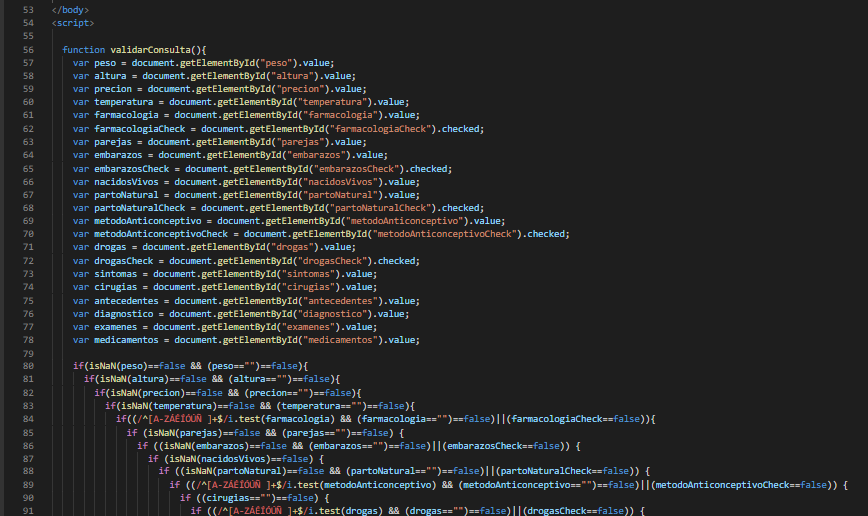 53 </body>
54 <script>
55
56 function validarConsulta(){
57 var peso = document.getElementById("peso").value;
58 var altura = document.getElementById("altura").value;
59 var precion = document.getElementById("precion").value;
60 var temperatura = document.getElementById("temperatura").value;
61 var farmacologia = document.getElementById("farmacologia").value;
62 var farmacologiaCheck = document.getElementById("farmacologiaCheck").checked;
63 var parejas = document.getElementById("parejas").value;
64 var embarazos = document.getElementById("embarazos").value;
65 var embarazosCheck = document.getElementById("embarazosCheck").checked;
66 var nacidosVivos = document.getElementById("nacidosVivos").value;
67 var partoNatural = document.getElementById("partoNatural").value;
68 var partoNaturalCheck = document.getElementById("partoNaturalCheck").checked;
69 var metodoAnticonceptivo = document.getElementById("metodoAnticonceptivo").value;
70 var metodoAnticonceptivoCheck = document.getElementById("metodoAnticonceptivoCheck").checked;
71 var drogas = document.getElementById("drogas").value;
72 var drogasCheck = document.getElementById("drogasCheck").checked;
73 var sintomas = document.getElementById("sintomas").value;
74 var cirugias = document.getElementById("cirugias").value;
75 var antecedentes = document.getElementById("antecedentes").value;
76 var diagnostico = document.getElementById("diagnostico").value;
77 var examenes = document.getElementById("examenes").value;
78 var medicamentos = document.getElementById("medicamentos").value;
79
80 if(isNaN(peso)==false && (peso=="")==false){
81 if(isNaN(altura)==false && (altura=="")==false){
82 if(isNaN(precion)==false && (precion=="")==false){
83 if(isNaN(temperatura)==false && (temperatura=="")==false){
84 if((/^[A-ZÁÉÍÓÚÑ ]+$/i.test(farmacologia) && (farmacologia=="")==false)||(farmacologiaCheck==false)){
85 if (isNaN(parejas)==false && (parejas=="")==false) {
86 if ((isNaN(embarazos)==false && (embarazos=="")==false)||(embarazosCheck==false)) {
87 if (isNaN(nacidosVivos)==false) {
88 if ((isNaN(partoNatural)==false && (partoNatural=="")==false)||(partoNaturalCheck==false)) {
89 if ((/^[A-ZÁÉÍÓÚÑ ]+$/i.test(metodoAnticonceptivo) && (metodoAnticonceptivo=="")==false)||(metodoAnticonceptivoCheck==false)) {
90 if ((cirugias=="")==false) {
91 if ((/^[A-ZÁÉÍÓÚÑ ]+$/i.test(drogas) && (drogas=="")==false)||(drogasCheck==false)) {